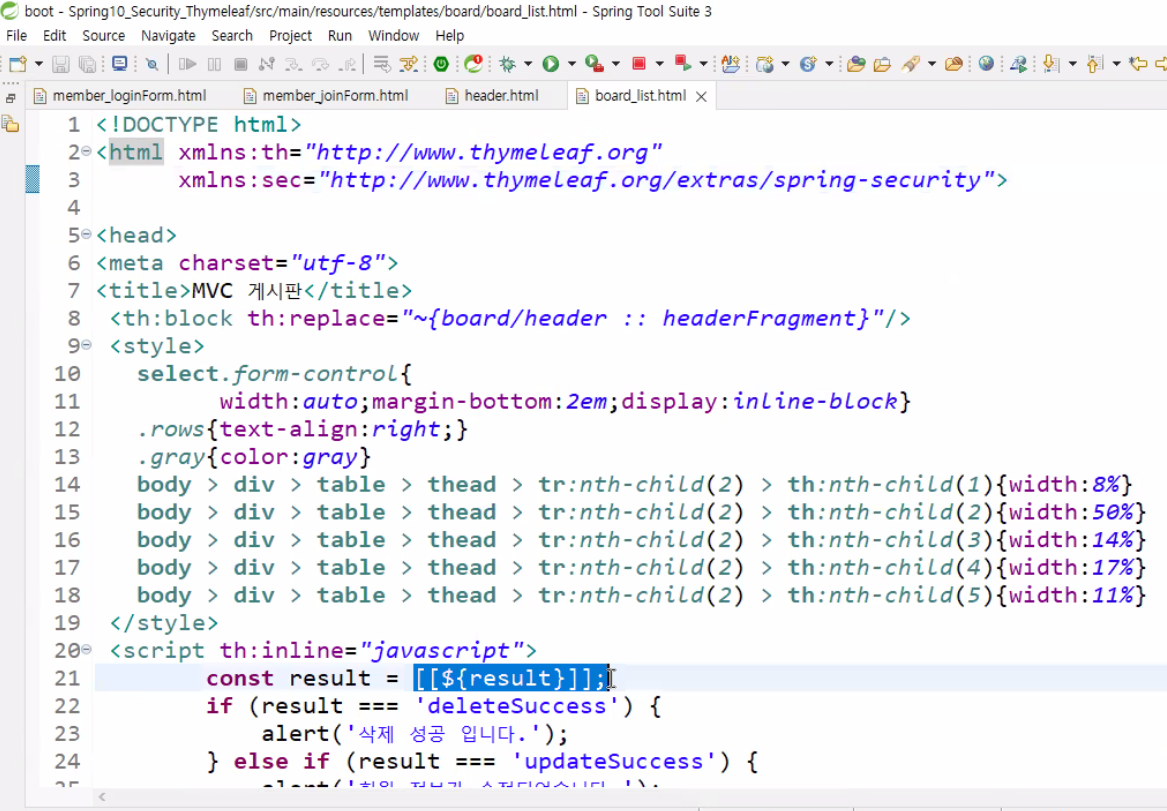 boot - Spring10_Security_Thymeleaf/src/main/resources/templates/board/board_list.html - Spring Tool Suite 3
File Edit Source Navigate Search Project Run Window Help
member_loginForm.html member_joinForm.html header.html board_list.html
1 <!DOCTYPE html>
2 <html xmlns:th="http://www.thymeleaf.org"
3 xmlns:sec="http://www.thymeleaf.org/extras/spring-security">
4
5 <head>
6 <meta charset="utf-8">
7 <title>MVC 게시판</title>
8 <th:block th:replace="~{board/header :: headerFragment}"/>
9 <style>
10 select.form-control{
11 width:auto;margin-bottom:2em;display:inline-block}
12 .rows{text-align:right;}
13 .gray{color:gray}
14 body > div > table > thead > tr:nth-child(2) > th:nth-child(1){width:8%}
15 body > div > table > thead > tr:nth-child(2) > th:nth-child(2){width:50%}
16 body > div > table > thead > tr:nth-child(2) > th:nth-child(3){width:14%}
17 body > div > table > thead > tr:nth-child(2) > th:nth-child(4){width:17%}
18 body > div > table > thead > tr:nth-child(2) > th:nth-child(5){width:11%}
19 </style>
20 <script th:inline="javascript">
21 const result = [[${result}]];
22 if (result === 'deleteSuccess') {
23 alert('삭제 성공 입니다.');
24 } else if (result === 'updateSuccess') {